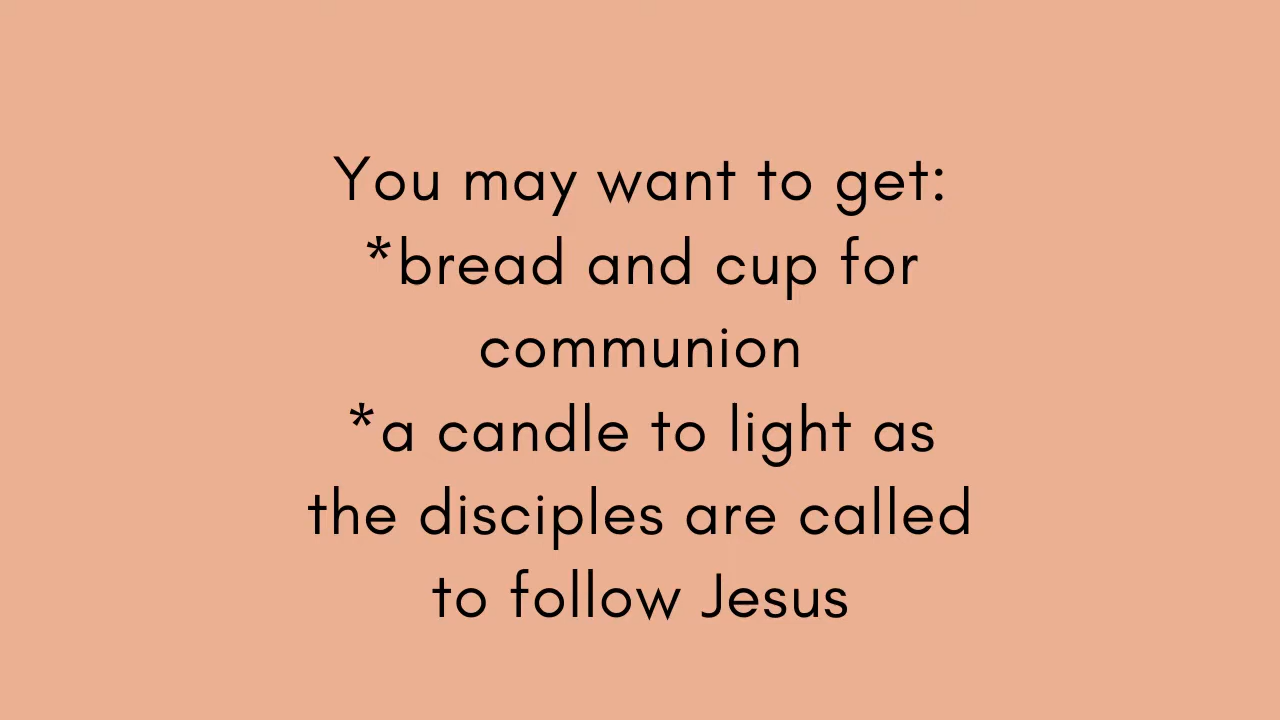 You may want to get:
*bread and cup for
communion
*a candle to light as
the disciples are called
to follow Jesus